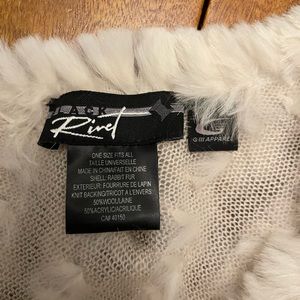 BLACK
Rivet
G-III APPAREL
ONE SIZE FITS ALL
TAILLE UNIVERSELLE
MADE IN CHINA/FAIT EN CHINE
SHELL: RABBIT FUR
EXTERIEUR: FOURRURE DE LAPIN
KNIT BACKING/TRICOT A L'ENVERS
50% WOOL/LAINE
50% ACRYLIC/ACRILIQUE
CA# 40150